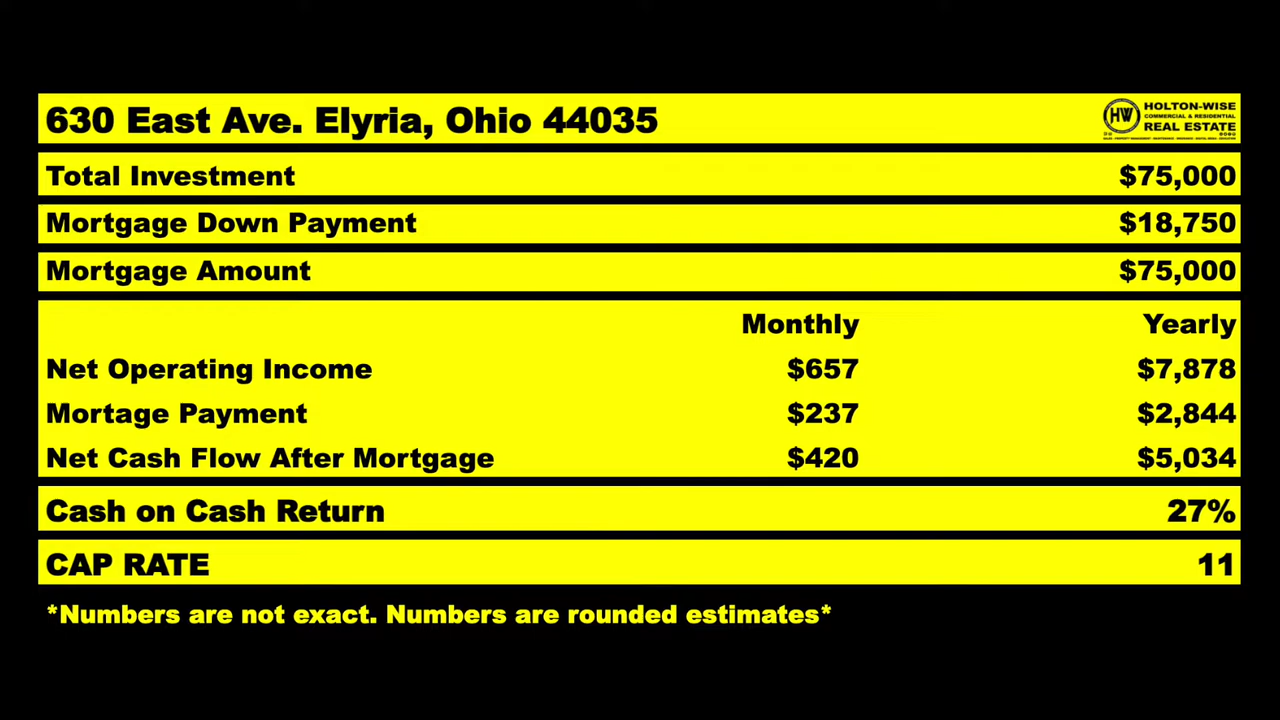 630 East Ave. Elyria, Ohio 44035
HW
HOLTON-WISE
COMMERCIAL & RESIDENTIAL
REAL ESTATE
Total Investment $75,000
Mortgage Down Payment $18,750
Mortgage Amount $75,000
Monthly Yearly
Net Operating Income $657 $7,878
Mortage Payment $237 $2,844
Net Cash Flow After Mortgage $420 $5,034
Cash on Cash Return 27%
CAP RATE 11
*Numbers are not exact. Numbers are rounded estimates*